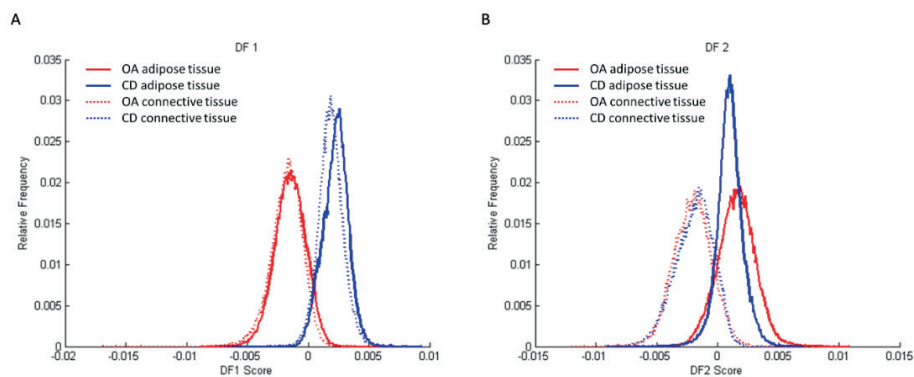 A
DF 1
0.035
0.03
0.025
0.02
0.015
0.01
0.005
0
Relative Frequency
OA adipose tissue
CD adipose tissue
OA connective tissue
CD connective tissue
-0.02
-0.015
-0.01
-0.005
0
0.005
0.01
DF1 Score
B
DF 2
0.035
0.03
0.025
0.02
0.015
0.01
0.005
0
Relative Frequency
OA adipose tissue
CD adipose tissue
OA connective tissue
CD connective tissue
-0.015
-0.01
-0.005
0
0.005
0.01
0.015
DF2 Score